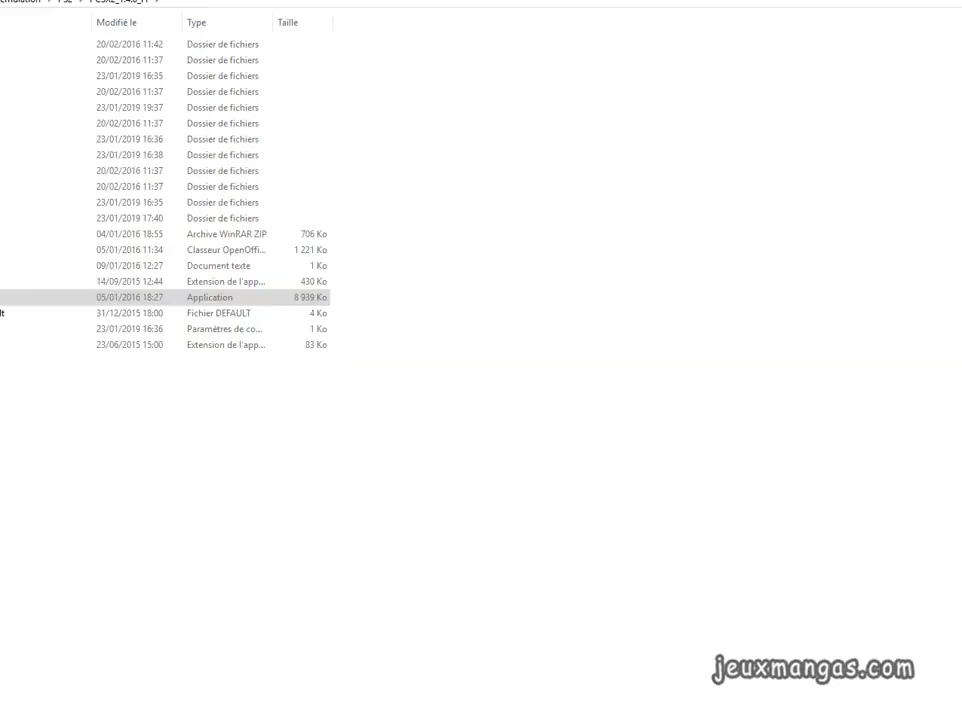 Modifié le Type Taille
20/02/2016 11:42 Dossier de fichiers
20/02/2016 11:37 Dossier de fichiers
23/01/2019 16:35 Dossier de fichiers
20/02/2016 11:37 Dossier de fichiers
23/01/2019 19:37 Dossier de fichiers
20/02/2016 11:37 Dossier de fichiers
23/01/2019 16:36 Dossier de fichiers
23/01/2019 16:38 Dossier de fichiers
20/02/2016 11:37 Dossier de fichiers
20/02/2016 11:37 Dossier de fichiers
23/01/2019 16:35 Dossier de fichiers
23/01/2019 17:40 Dossier de fichiers
04/01/2016 18:55 Archive WinRAR ZIP 706 Ko
05/01/2016 11:34 Classeur OpenOffi... 1 221 Ko
09/01/2016 12:27 Document texte 1 Ko
14/09/2015 12:44 Extension de l'app... 430 Ko
05/01/2016 18:27 Application 8 939 Ko
lt 31/12/2015 18:00 Fichier DEFAULT 4 Ko
23/01/2019 16:36 Paramètres de co... 1 Ko
23/06/2015 15:00 Extension de l'app... 83 Ko
jeuxmangas.com